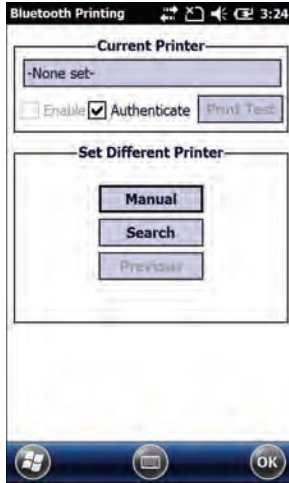 Bluetooth Printing 3:24
Current Printer
-None set-
Enable Authenticate Print Test
Set Different Printer
Manual
Search
Previous
OK